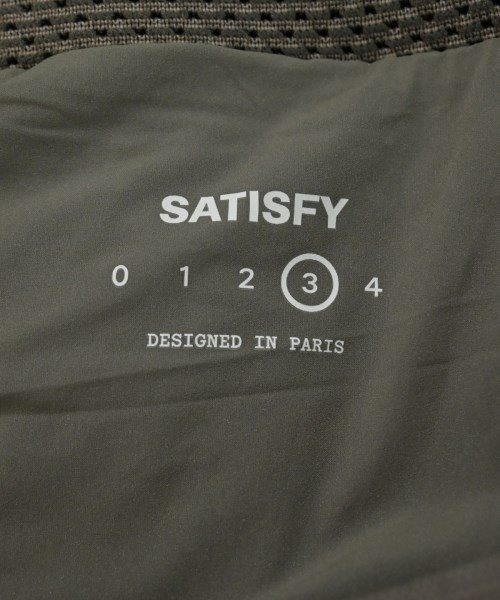 SATISFY
0 1 2 3 4
DESIGNED IN PARIS